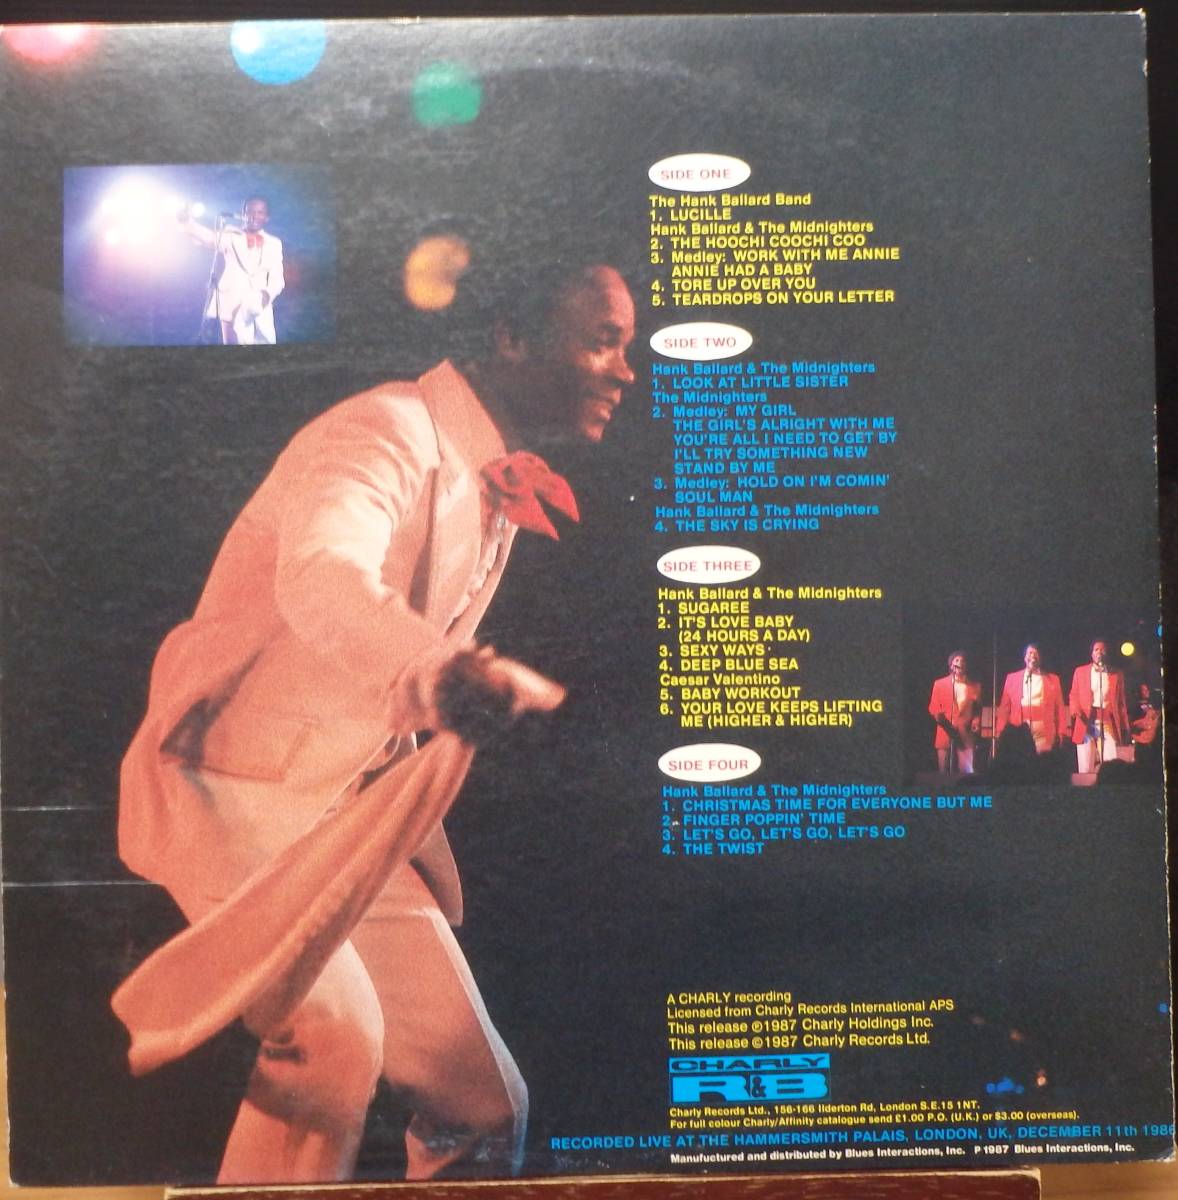 SIDE ONE
The Hank Ballard Band
1. LUCILLE
Hank Ballard & The Midnighters
2. THE HOOCHI COOCHI COO
3. Medley: WORK WITH ME ANNIE
ANNIE HAD A BABY
4. TORE UP OVER YOU
5. TEARDROPS ON YOUR LETTER
SIDE TWO
Hank Ballard & The Midnighters
1. LOOK AT LITTLE SISTER
The Midnighters
2. Medley: MY GIRL
THE GIRL'S ALRIGHT WITH ME
YOU'RE ALL I NEED TO GET BY
I'LL TRY SOMETHING NEW
STAND BY ME
3. Medley: HOLD ON I'M COMIN'
SOUL MAN
Hank Ballard & The Midnighters
4. THE SKY IS CRYING
SIDE THREE
Hank Ballard & The Midnighters
1. SUGAREE
2. IT'S LOVE BABY
(24 HOURS A DAY)
3. SEXY WAYS
4. DEEP BLUE SEA
Caesar Valentino
5. BABY WORKOUT
6. YOUR LOVE KEEPS LIFTING
ME (HIGHER & HIGHER)
SIDE FOUR
Hank Ballard & The Midnighters
1. CHRISTMAS TIME FOR EVERYONE BUT ME
2. FINGER POPPIN' TIME
3. LET'S GO, LET'S GO, LET'S GO
4. THE TWIST
A CHARLY recording
Licensed from Charly Records International APS
This release ℗1987 Charly Holdings Inc.
This release ©1987 Charly Records Ltd.
CHARLY
R&B
Charly Records Ltd., 156-166 Ilderton Rd, London S.E.15 1NT.
For full colour Charly/Affinity catalogue send £1.00 P.O. (U.K.) or $3.00 (overseas).
RECORDED LIVE AT THE HAMMERSMITH PALAIS, LONDON, UK, DECEMBER 11th 1986
Manufuctured and distributed by Blues Interactions, Inc. P 1987 Blues Interactions, Inc.